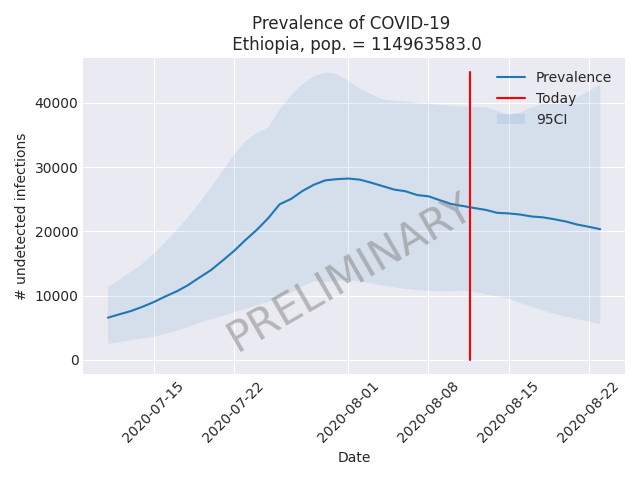 Prevalence of COVID-19
Ethiopia, pop. = 114963583.0
Prevalence
Today
95CI
# undetected infections
40000
30000
20000
10000
0
PRELIMINARY
2020-07-15
2020-07-22
2020-08-01
2020-08-08
2020-08-15
2020-08-22
Date